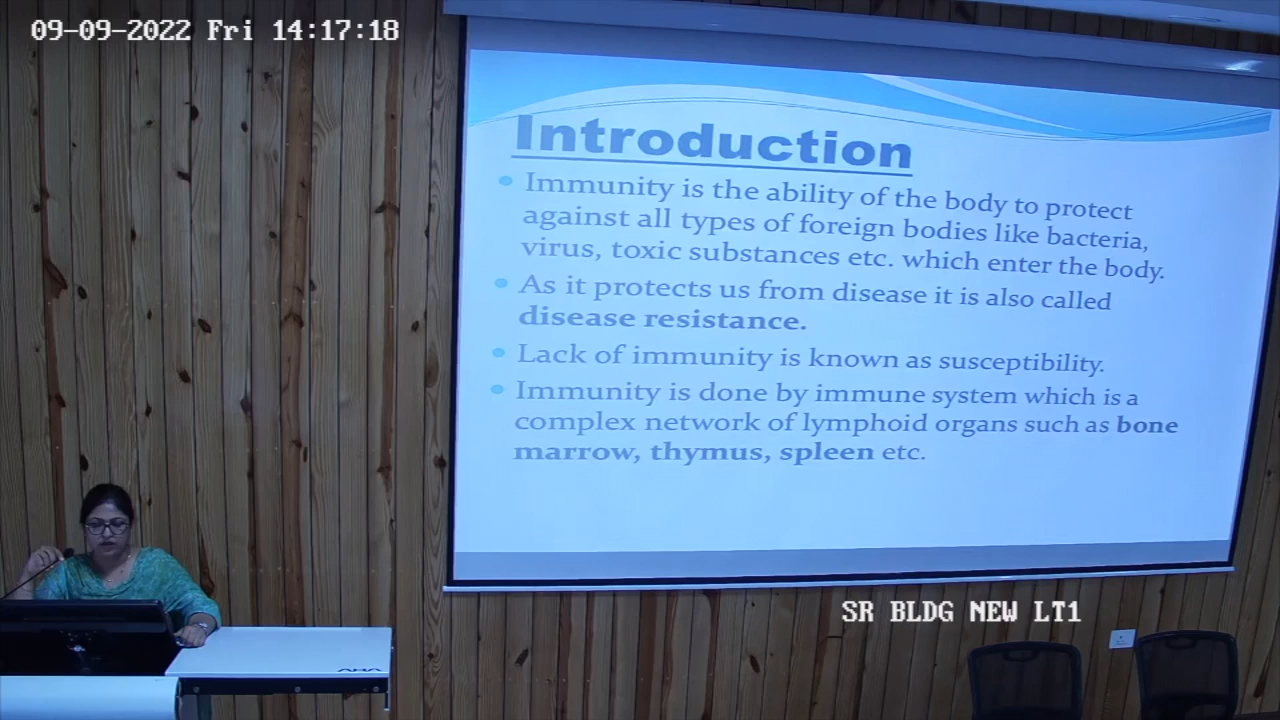 09-09-2022 Fri 14:17:18
Introduction
Immunity is the ability of the body to protect
against all types of foreign bodies like bacteria,
virus, toxic substances etc. which enter the body.
As it protects us from disease it is also called
disease resistance.
Lack of immunity is known as susceptibility.
Immunity is done by immune system which is a
complex network of lymphoid organs such as bone
marrow, thymus, spleen etc.
SR BLDG NEW LT1
AHA